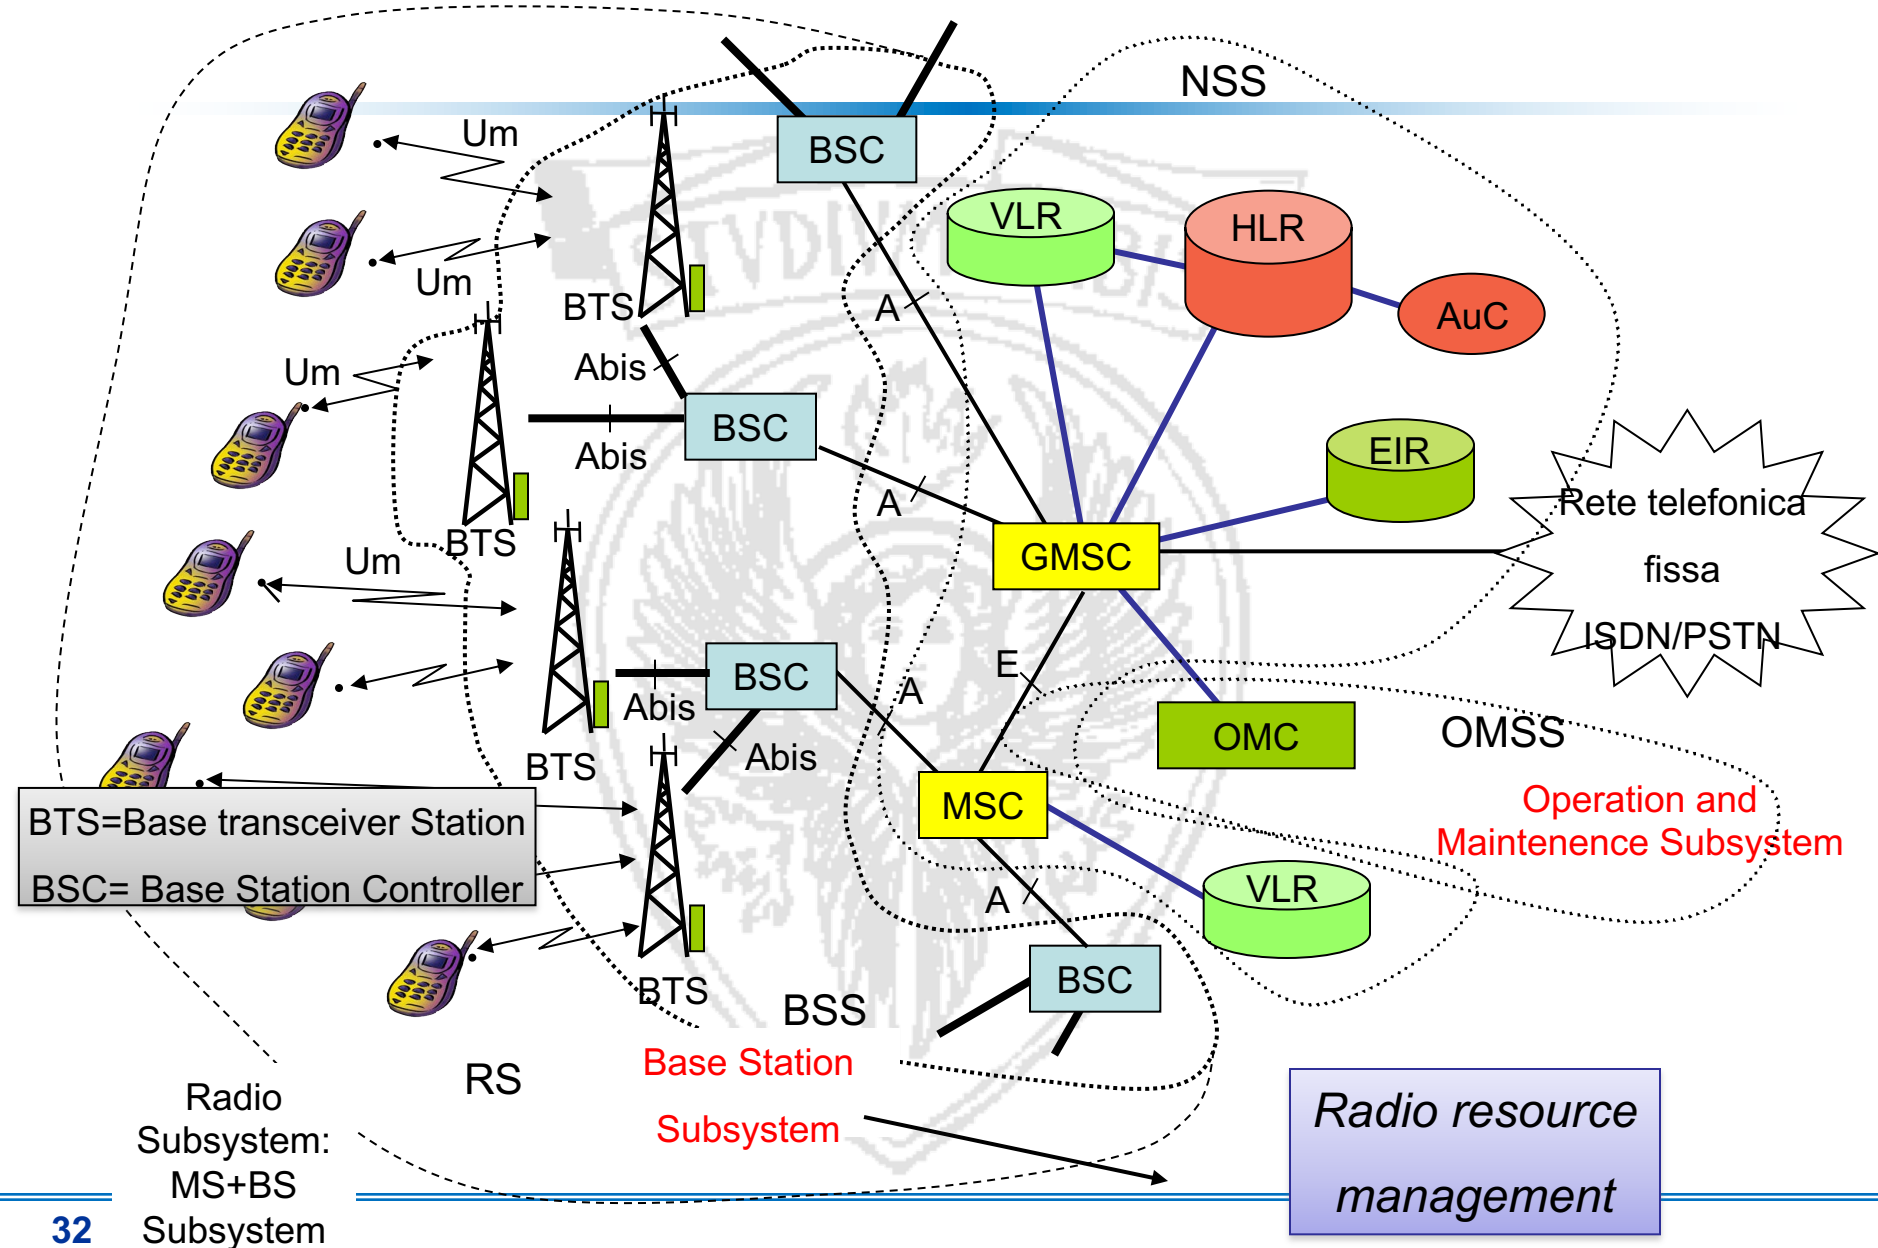 NSS
Um
BSC
VLR
HLR
Um
BTS
A
AuC
Abis
Um
BSC
EIR
Abis
A
Rete telefonica
BTS
GMSC
Um
fissa
ISDN/PSTN
BSC
E
A
Abis
OMC
OMSS
Abis
BTS
MSC
Operation and
Maintenence Subsystem
BTS=Base transceiver Station
BSC= Base Station Controller
VLR
A
BSC
BTS
BSS
Base Station
RS
Subsystem
Radio
Subsystem:
MS+BS
Subsystem
Radio resource
management
32